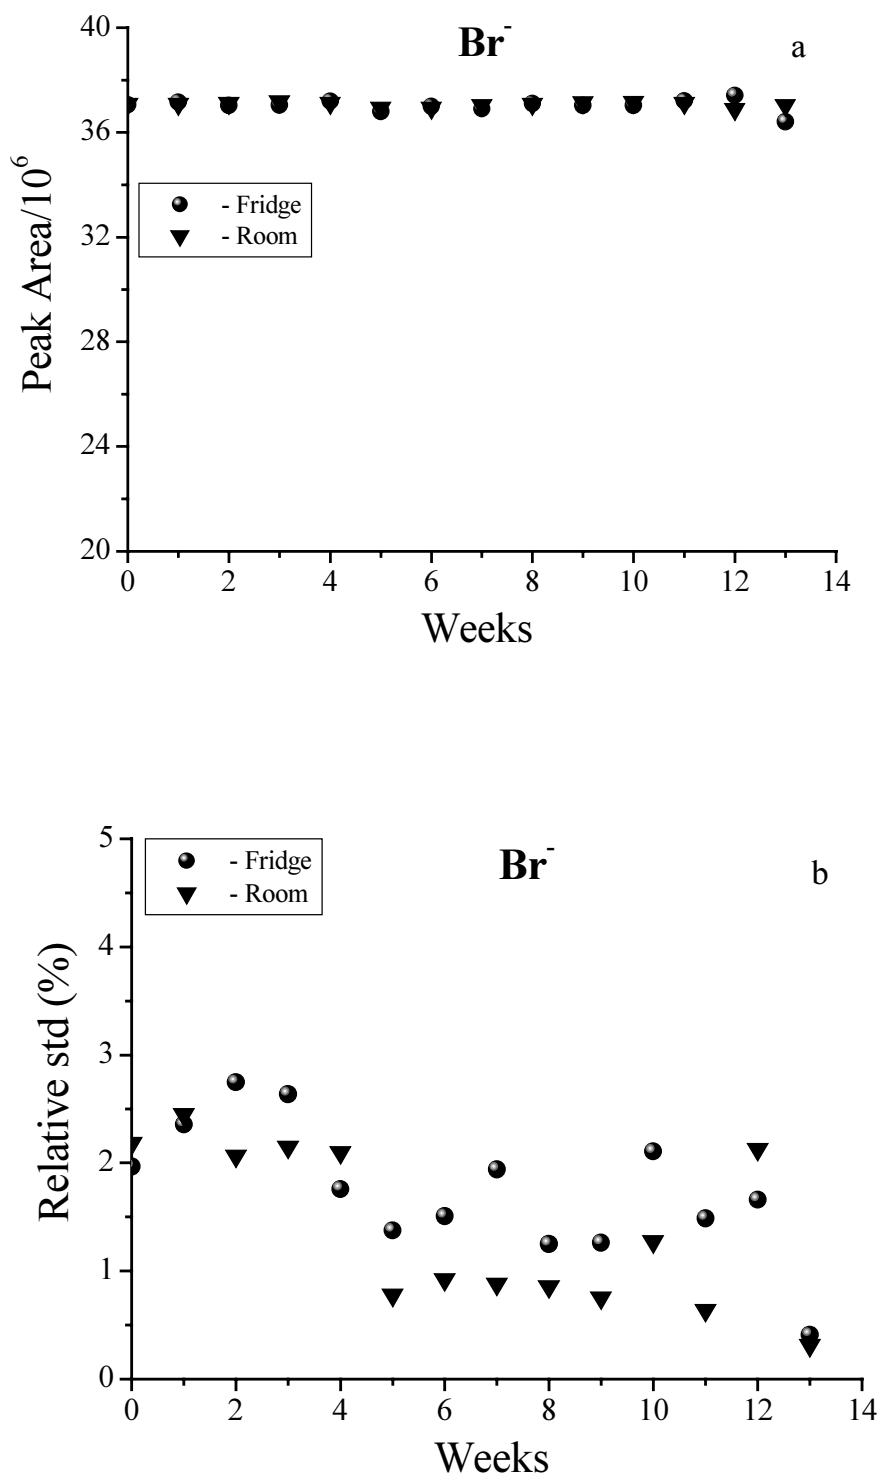 Br⁻
a
40
36
32
28
24
20
Peak Area/10⁶
- Fridge
- Room
0 2 4 6 8 10 12 14
Weeks
Br⁻
b
5
4
3
2
1
0
Relative std (%)
- Fridge
- Room
0 2 4 6 8 10 12 14
Weeks